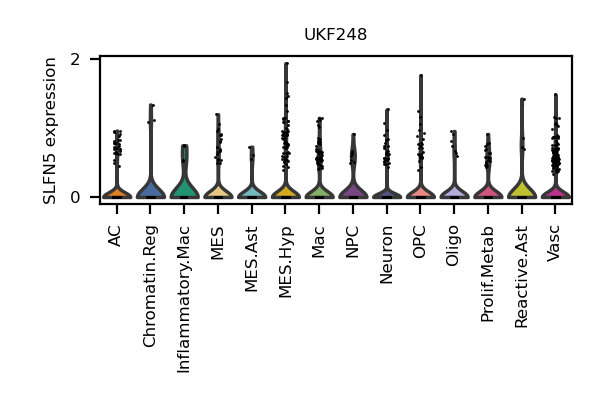 UKF248
SLFN5 expression
2
0
AC
Chromatin.Reg
Inflammatory.Mac
MES
MES.Ast
MES.Hyp
Mac
NPC
Neuron
OPC
Oligo
Prolif.Metab
Reactive.Ast
Vasc